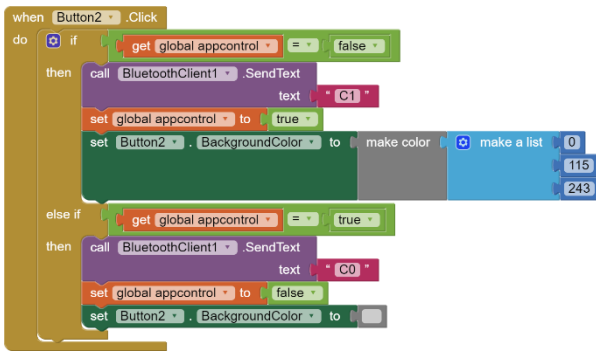 when Button2 .Click
do if get global appcontrol = false
then call BluetoothClient1 .SendText
text " C1 "
set global appcontrol to true
set Button2 . BackgroundColor to make color make a list 0
115
243
else if get global appcontrol = true
then call BluetoothClient1 .SendText
text " C0 "
set global appcontrol to false
set Button2 . BackgroundColor to